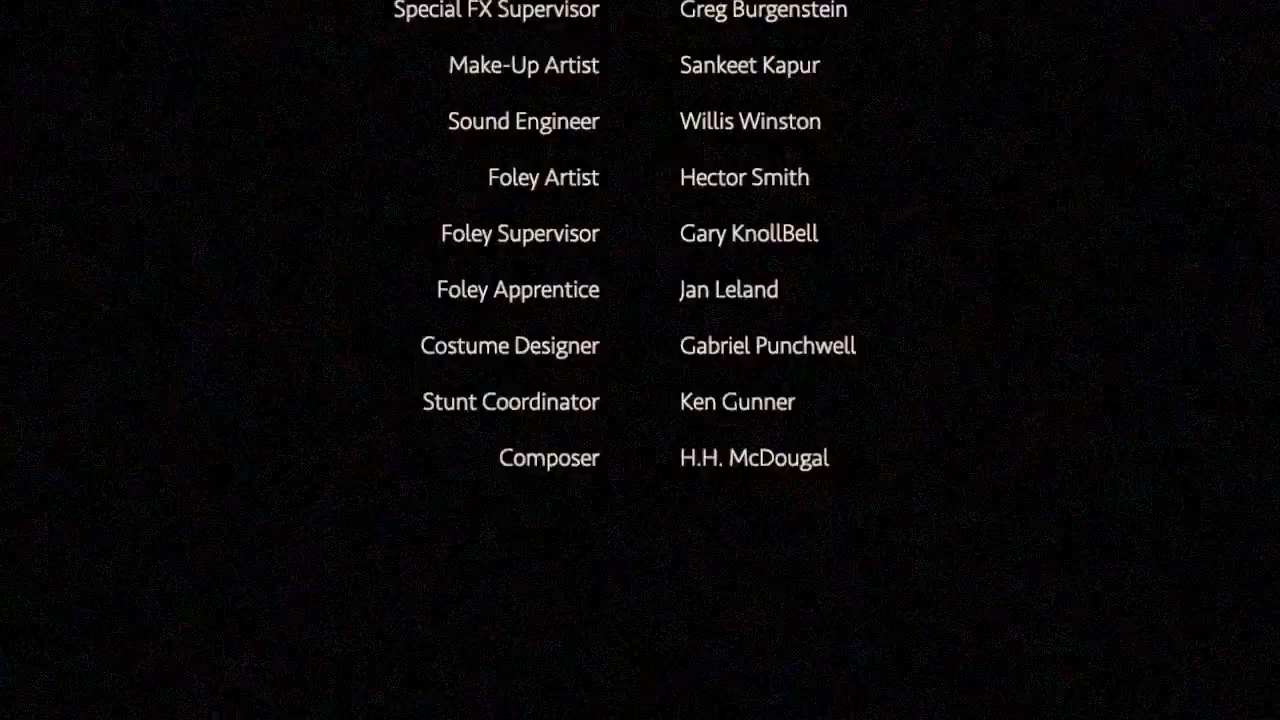 Special FX Supervisor Greg Burgenstein
Make-Up Artist Sankeet Kapur
Sound Engineer Willis Winston
Foley Artist Hector Smith
Foley Supervisor Gary KnollBell
Foley Apprentice Jan Leland
Costume Designer Gabriel Punchwell
Stunt Coordinator Ken Gunner
Composer H.H. McDougal